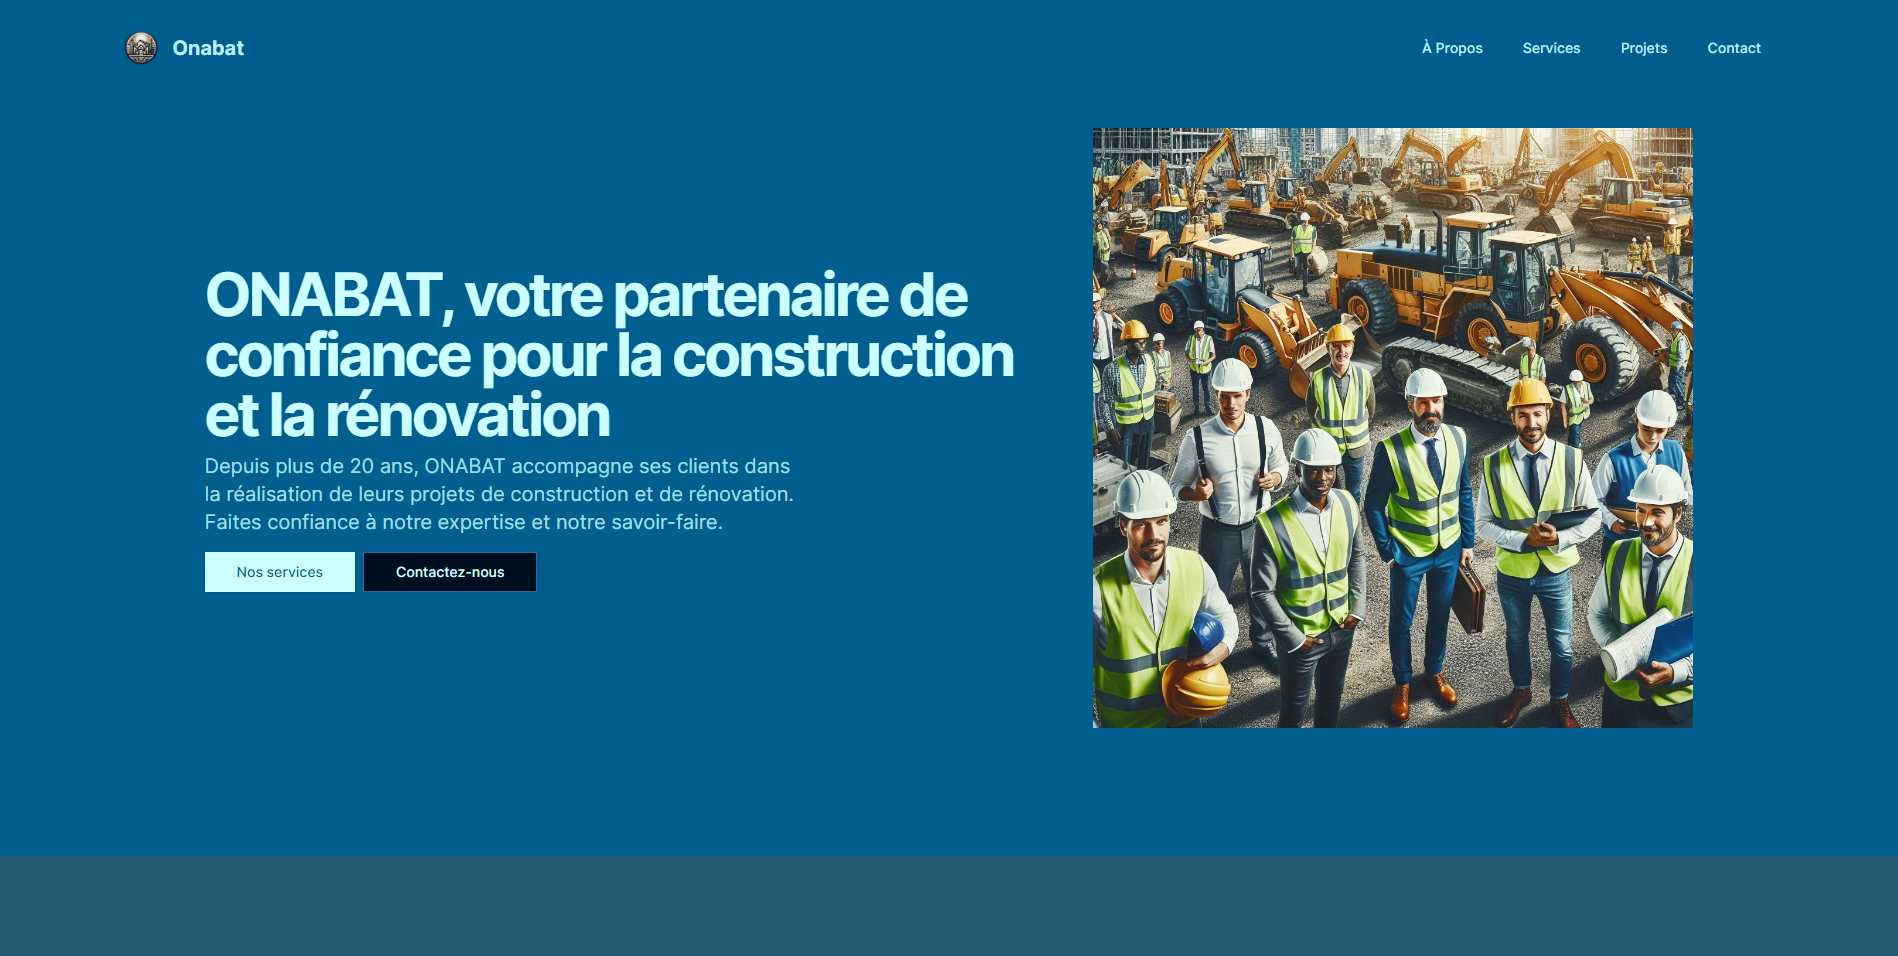 Onabat
À Propos
Services
Projets
Contact
ONABAT, votre partenaire de
confiance pour la construction
et la rénovation
Depuis plus de 20 ans, ONABAT accompagne ses clients dans
la réalisation de leurs projets de construction et de rénovation.
Faites confiance à notre expertise et notre savoir-faire.
Nos services
Contactez-nous